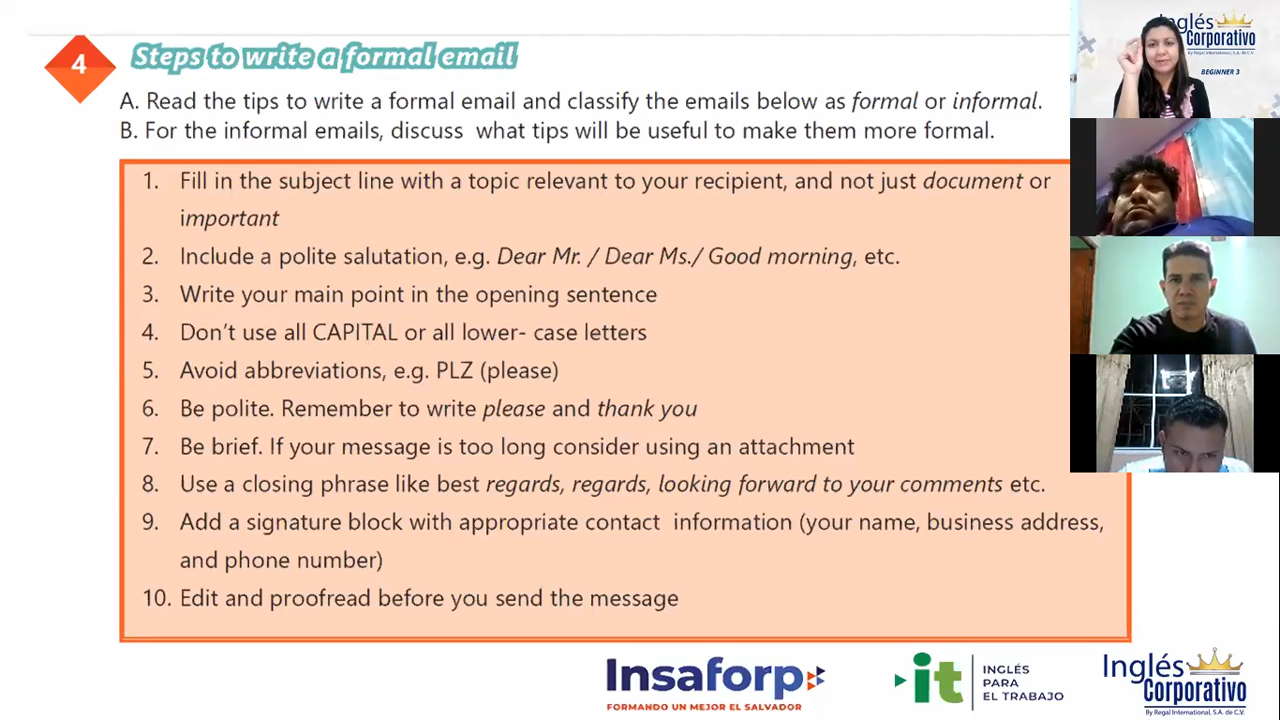 4
Steps to write a formal email
A. Read the tips to write a formal email and classify the emails below as formal or informal.
B. For the informal emails, discuss what tips will be useful to make them more formal.
1. Fill in the subject line with a topic relevant to your recipient, and not just document or
important
2. Include a polite salutation, e.g. Dear Mr. / Dear Ms./ Good morning, etc.
3. Write your main point in the opening sentence
4. Don't use all CAPITAL or all lower- case letters
5. Avoid abbreviations, e.g. PLZ (please)
6. Be polite. Remember to write please and thank you
7. Be brief. If your message is too long consider using an attachment
8. Use a closing phrase like best regards, regards, looking forward to your comments etc.
9. Add a signature block with appropriate contact information (your name, business address,
and phone number)
10. Edit and proofread before you send the message
Insaforp
FORMANDO UN MEJOR EL SALVADOR
it
INGLÉS
PARA
EL TRABAJO
Inglés
Corporativo
By Regal International, S.A. de C.V.
Inglés
Corporativo
By Regal International, S.A. de C.V.
BEGINNER 3